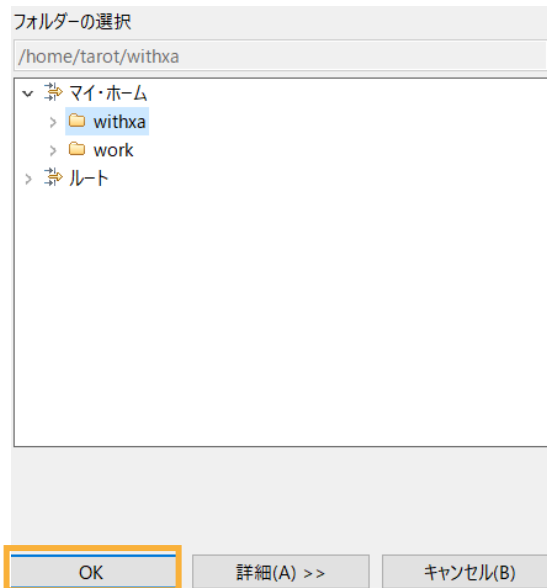 フォルダーの選択
/home/tarot/withxa
マイ・ホーム
withxa
work
ルート
OK 詳細(A) >> キャンセル(B)